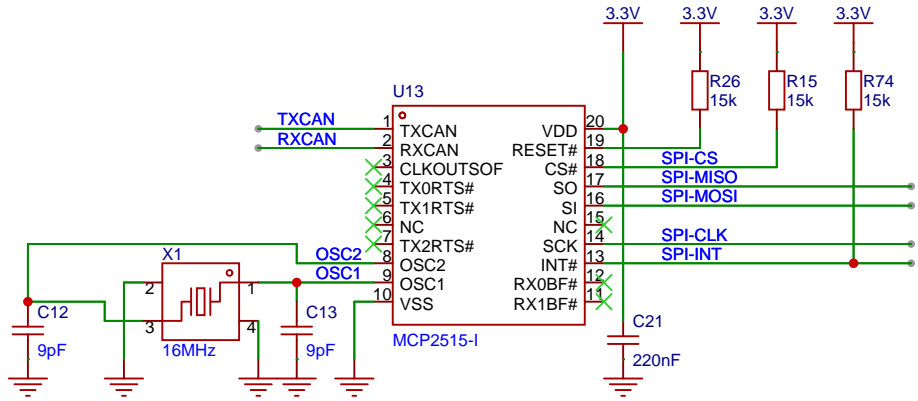 3.3V 3.3V 3.3V 3.3V
R26
15k
R15
15k
R74
15k
U13
TXCAN 1 TXCAN VDD 20
RXCAN 2 RXCAN RESET# 19
3 CLKOUTSOF CS# 18 SPI-CS
4 TX0RTS# SO 17 SPI-MISO
5 TX1RTS# SI 16 SPI-MOSI
6 NC NC 15
7 TX2RTS# SCK 14 SPI-CLK
OSC2 8 OSC2 INT# 13 SPI-INT
OSC1 9 OSC1 RX0BF# 12
10 VSS RX1BF# 11
MCP2515-I
X1
2 1
3 4
16MHz
C12
9pF
C13
9pF
C21
220nF